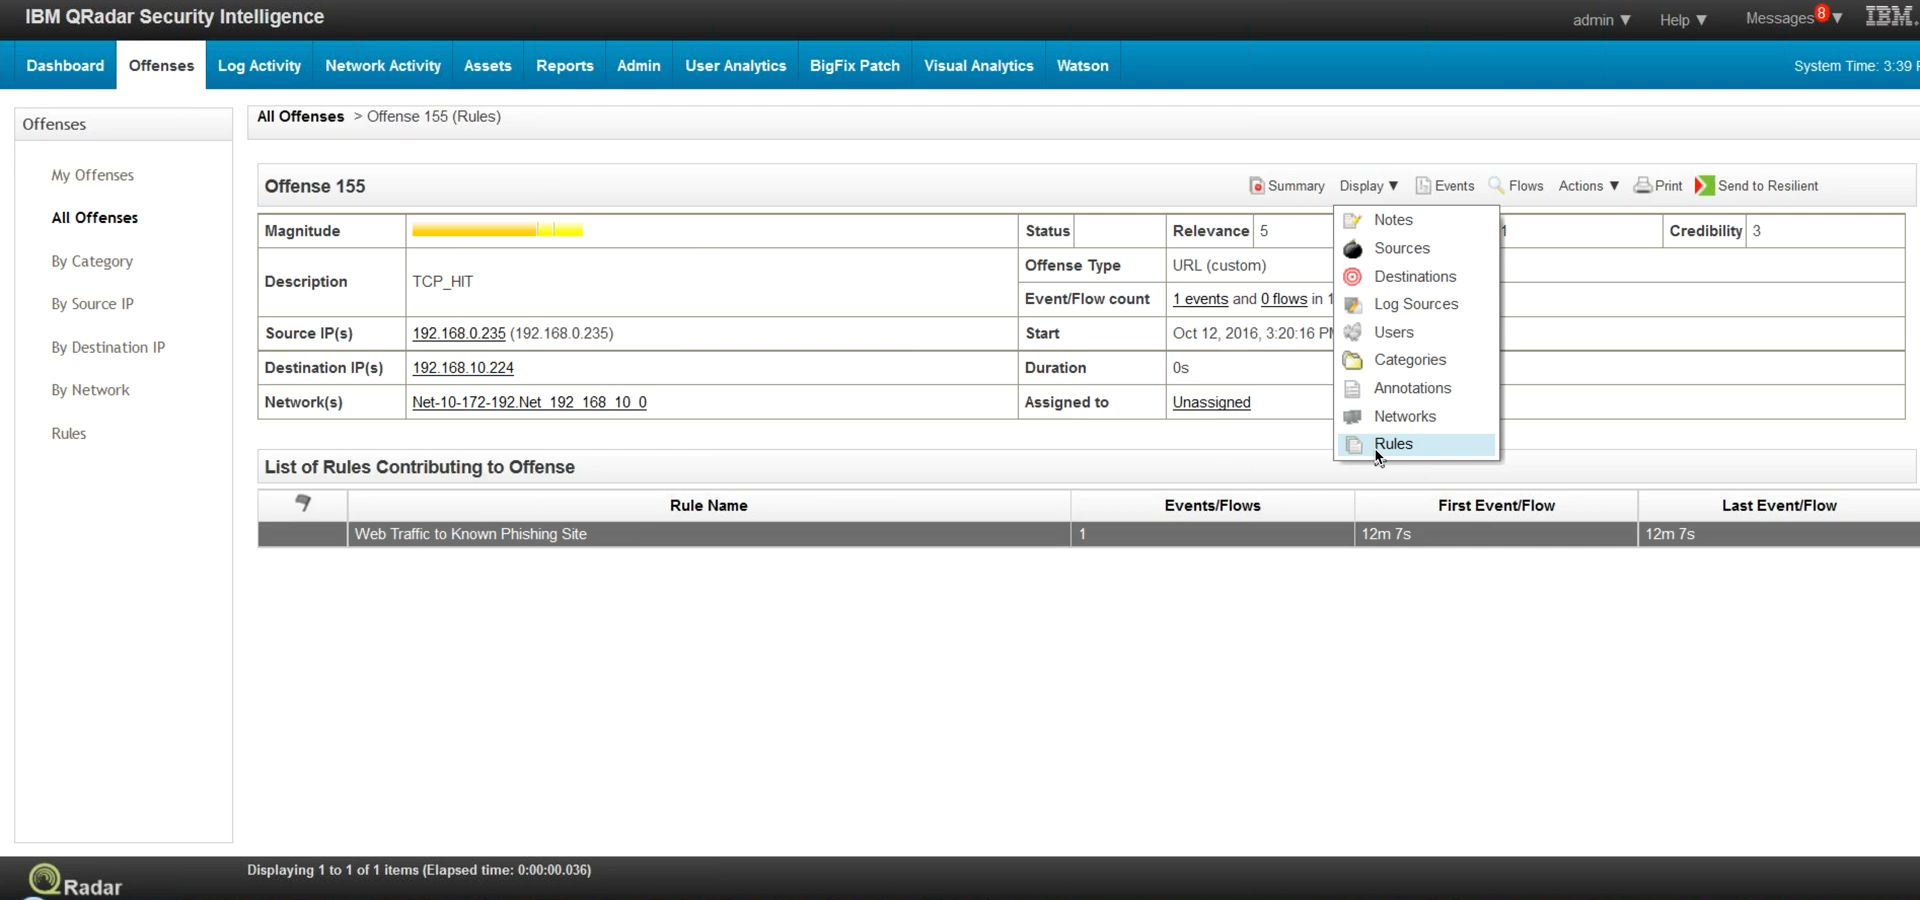 IBM QRadar Security Intelligence
admin ▼ Help ▼ Messages 8 ▼ IBM.
Dashboard Offenses Log Activity Network Activity Assets Reports Admin User Analytics BigFix Patch Visual Analytics Watson System Time: 3:39
Offenses
My Offenses
All Offenses
By Category
By Source IP
By Destination IP
By Network
Rules
All Offenses > Offense 155 (Rules)
Offense 155
Summary Display ▼ Events Flows Actions ▼ Print Send to Resilient
Magnitude Status Relevance 5 1 Credibility 3
Description TCP_HIT Offense Type URL (custom)
Event/Flow count 1 events and 0 flows in 1
Source IP(s) 192.168.0.235 (192.168.0.235) Start Oct 12, 2016, 3:20:16
Destination IP(s) 192.168.10.224 Duration 0s
Network(s) Net-10-172-192.Net_192_168_10_0 Assigned to Unassigned
Notes
Sources
Destinations
Log Sources
Users
Categories
Annotations
Networks
Rules
List of Rules Contributing to Offense
Rule Name Events/Flows First Event/Flow Last Event/Flow
Web Traffic to Known Phishing Site 1 12m 7s 12m 7s
QRadar
Displaying 1 to 1 of 1 items (Elapsed time: 0:00:00.036)